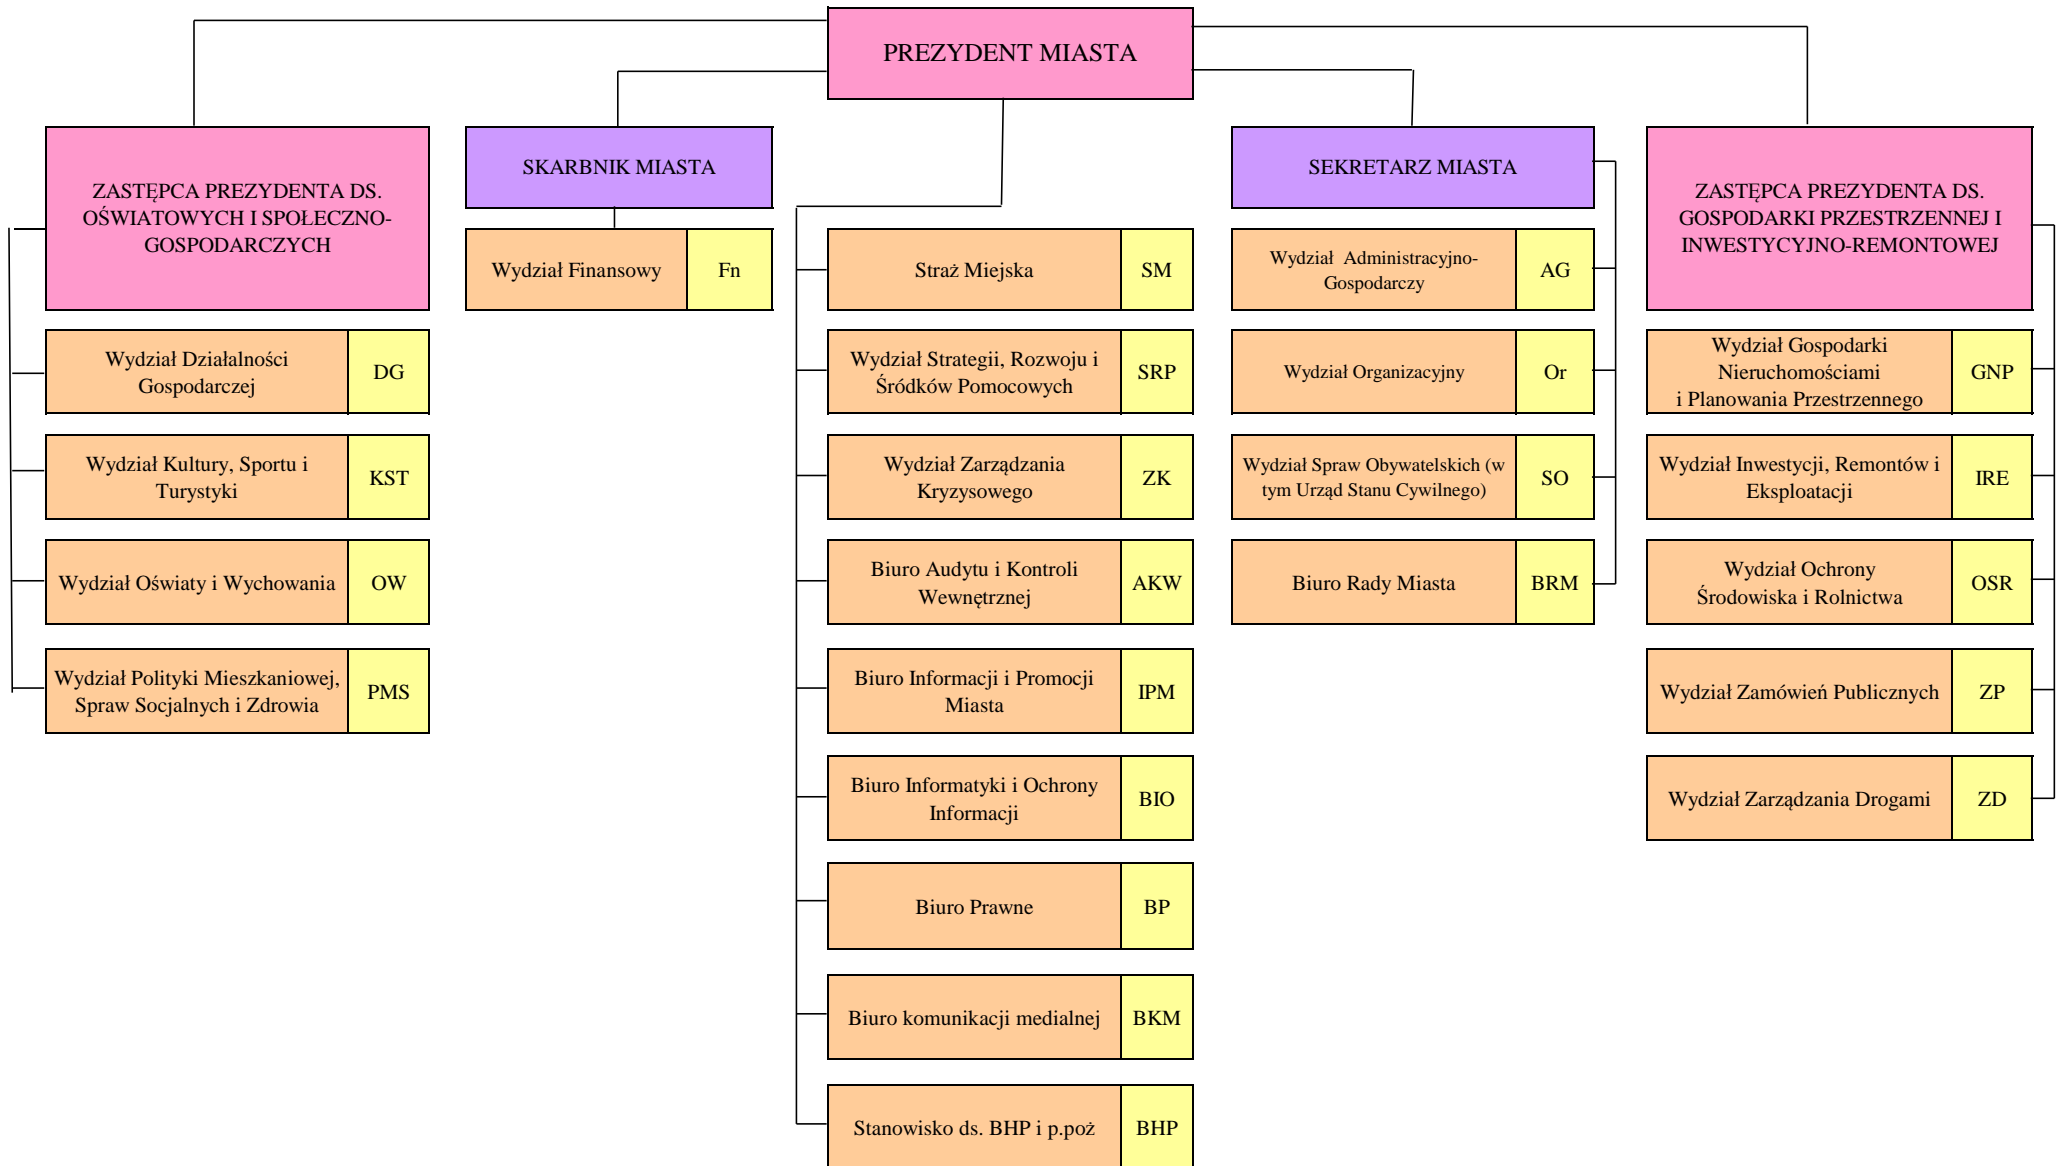 PREZYDENT MIASTA
ZASTĘPCA PREZYDENTA DS.
OŚWIATOWYCH I SPOŁECZNO-
GOSPODARCZYCH
Wydział Działalności
Gospodarczej
DG
Wydział Kultury, Sportu i
Turystyki
KST
Wydział Oświaty i Wychowania
OW
Wydział Polityki Mieszkaniowej,
Spraw Socjalnych i Zdrowia
PMS
SKARBNIK MIASTA
Wydział Finansowy
Fn
Straż Miejska
SM
Wydział Strategii, Rozwoju i
Śródków Pomocowych
SRP
Wydział Zarządzania
Kryzysowego
ZK
Biuro Audytu i Kontroli
Wewnętrznej
AKW
Biuro Informacji i Promocji
Miasta
IPM
Biuro Informatyki i Ochrony
Informacji
BIO
Biuro Prawne
BP
Biuro komunikacji medialnej
BKM
Stanowisko ds. BHP i p.poż
BHP
SEKRETARZ MIASTA
Wydział Administracyjno-
Gospodarczy
AG
Wydział Organizacyjny
Or
Wydział Spraw Obywatelskich (w
tym Urząd Stanu Cywilnego)
SO
Biuro Rady Miasta
BRM
ZASTĘPCA PREZYDENTA DS.
GOSPODARKI PRZESTRZENNEJ I
INWESTYCYJNO-REMONTOWEJ
Wydział Gospodarki
Nieruchomościami
i Planowania Przestrzennego
GNP
Wydział Inwestycji, Remontów i
Eksploatacji
IRE
Wydział Ochrony
Środowiska i Rolnictwa
OSR
Wydział Zamówień Publicznych
ZP
Wydział Zarządzania Drogami
ZD